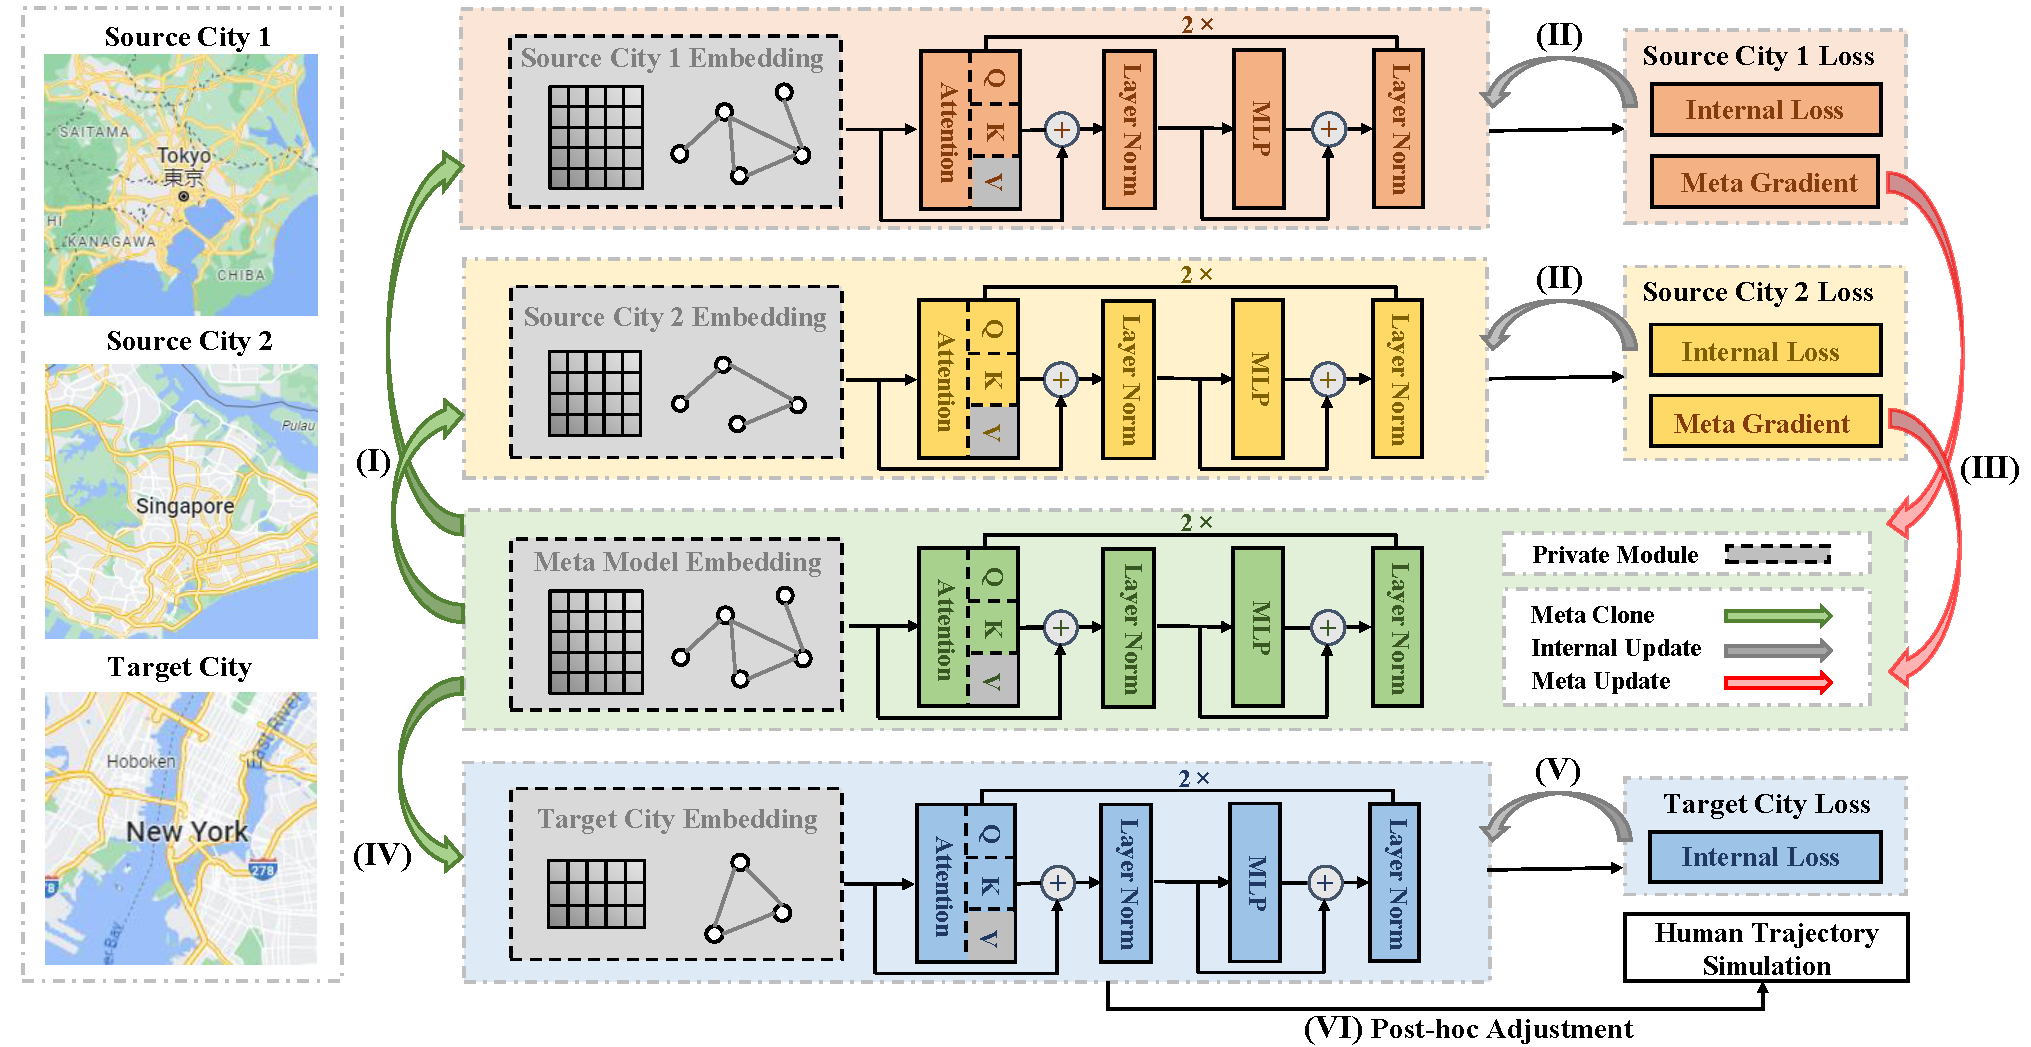 Source City 1
SAITAMA
Tokyo
東京
HI
KANAGAWA
CHIBA
Source City 2
Pulau
Singapore
Target City
Hoboken
East River
New York
278
78
er Bay
(I)
(IV)
2 ×
Source City 1 Embedding
Attention
Q
K
V
+
Layer Norm
MLP
+
Layer Norm
(II)
Source City 1 Loss
Internal Loss
Meta Gradient
2 ×
Source City 2 Embedding
Attention
Q
K
V
+
Layer Norm
MLP
+
Layer Norm
(II)
Source City 2 Loss
Internal Loss
Meta Gradient
(III)
2 ×
Meta Model Embedding
Attention
Q
K
V
+
Layer Norm
MLP
+
Layer Norm
Private Module
Meta Clone
Internal Update
Meta Update
2 ×
Target City Embedding
Attention
Q
K
V
+
Layer Norm
MLP
+
Layer Norm
(V)
Target City Loss
Internal Loss
Human Trajectory
Simulation
(VI) Post-hoc Adjustment